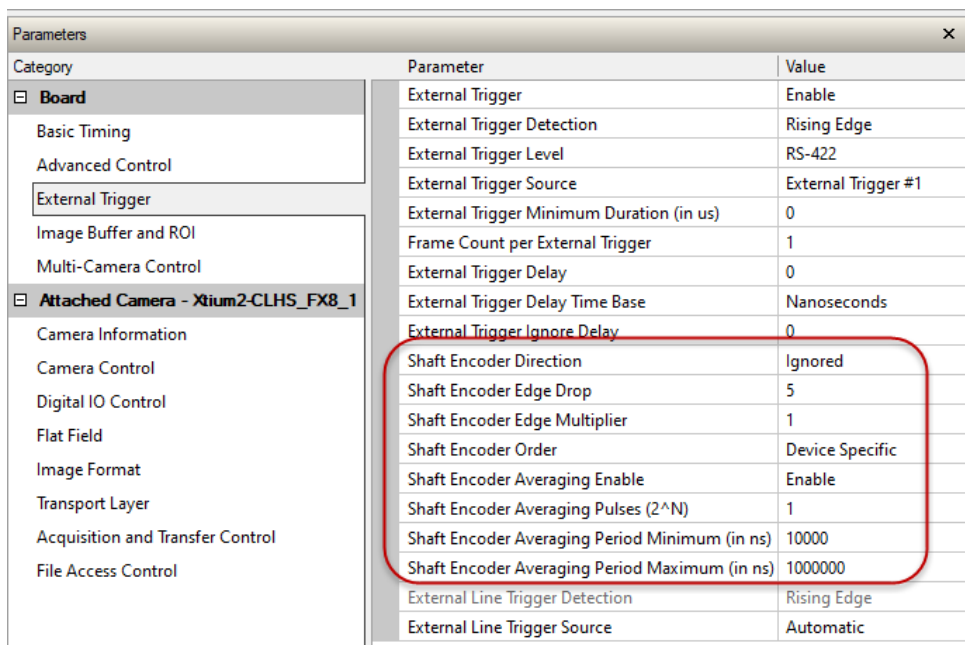 Parameters
Category Parameter Value
Board External Trigger Enable
Basic Timing External Trigger Detection Rising Edge
Advanced Control External Trigger Level RS-422
External Trigger External Trigger Source External Trigger #1
External Trigger Minimum Duration (in us) 0
Image Buffer and ROI Frame Count per External Trigger 1
Multi-Camera Control External Trigger Delay 0
Attached Camera - Xtium2-CLHS_FX8_1 External Trigger Delay Time Base Nanoseconds
Camera Information External Trigger Ignore Delay 0
Camera Control Shaft Encoder Direction Ignored
Digital IO Control Shaft Encoder Edge Drop 5
Flat Field Shaft Encoder Edge Multiplier 1
Image Format Shaft Encoder Order Device Specific
Shaft Encoder Averaging Enable Enable
Transport Layer Shaft Encoder Averaging Pulses (2^N) 1
Acquisition and Transfer Control Shaft Encoder Averaging Period Minimum (in ns) 10000
File Access Control Shaft Encoder Averaging Period Maximum (in ns) 1000000
External Line Trigger Detection Rising Edge
External Line Trigger Source Automatic